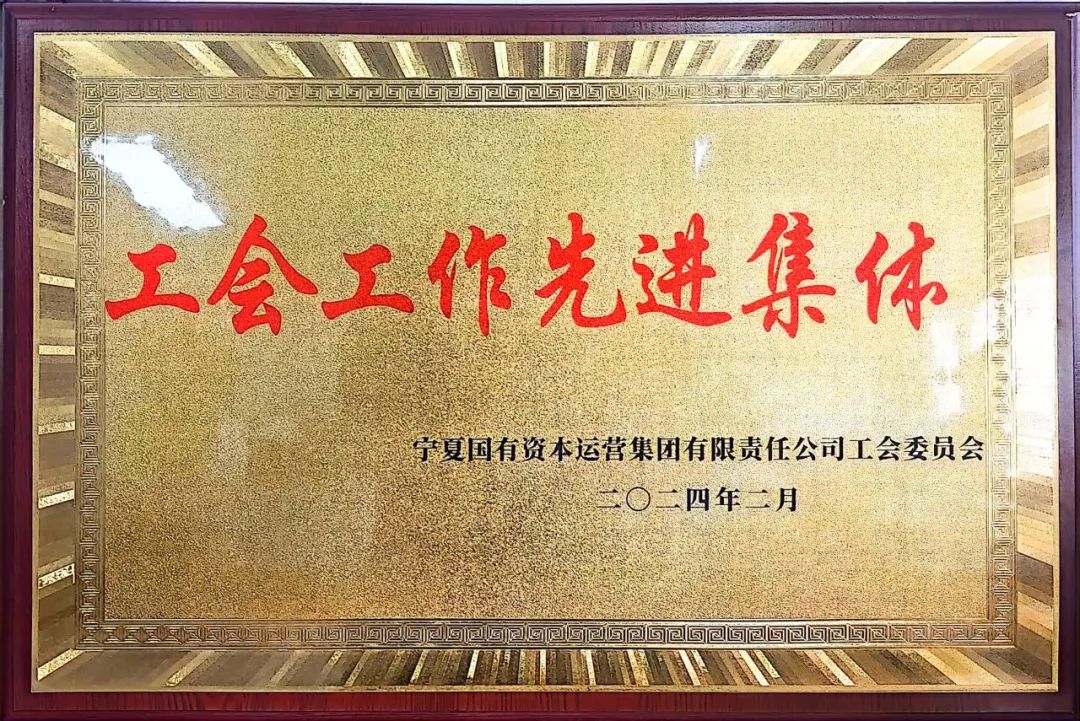 工会工作先进集体
宁夏国有资本运营集团有限责任公司工会委员会
二〇二四年二月